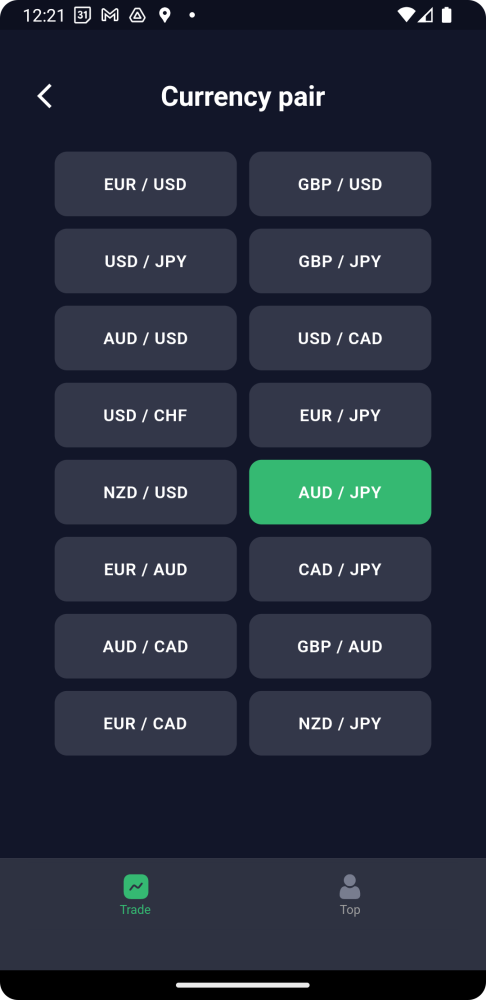 12:21
31
Currency pair
EUR / USD
GBP / USD
USD / JPY
GBP / JPY
AUD / USD
USD / CAD
USD / CHF
EUR / JPY
NZD / USD
AUD / JPY
EUR / AUD
CAD / JPY
AUD / CAD
GBP / AUD
EUR / CAD
NZD / JPY
Trade
Top